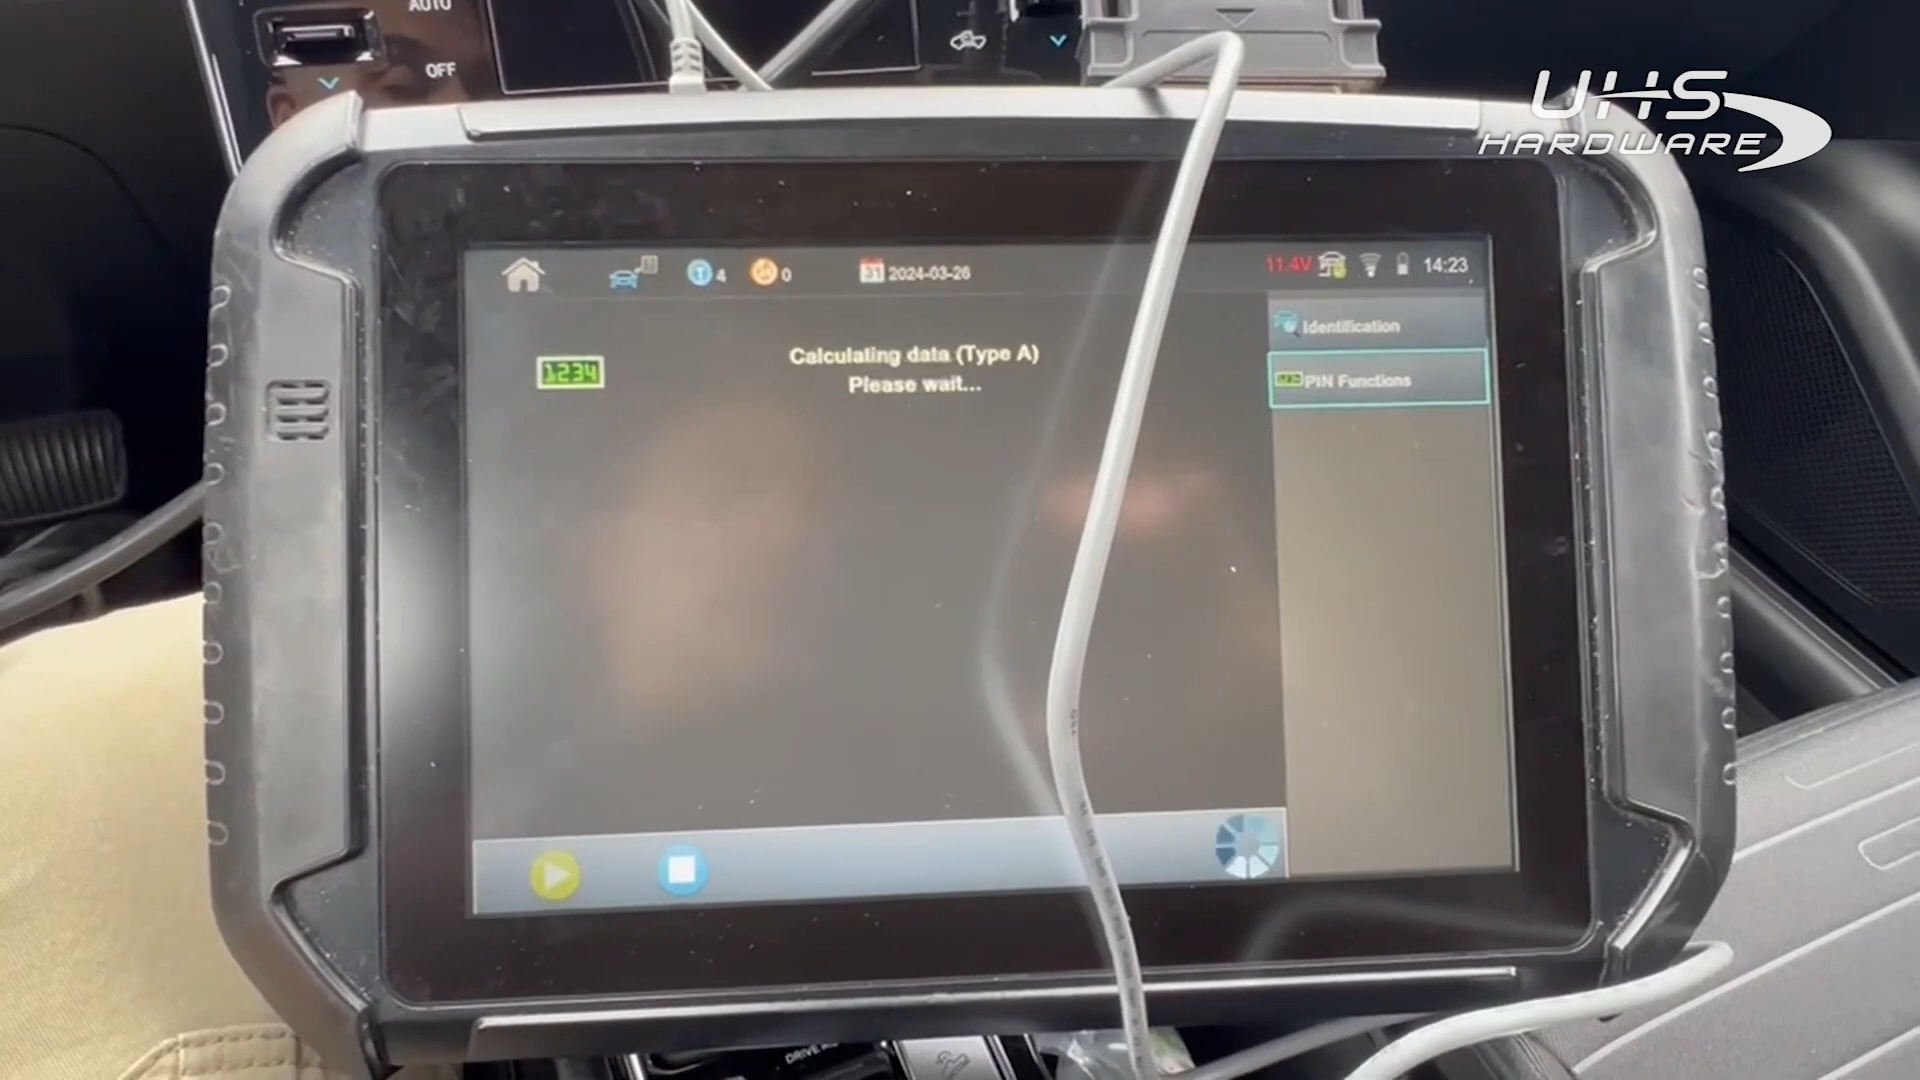 AUTO
OFF
UHS
HARDWARE
4
0
31
2024-03-26
11.4V
14:23
Identification
1234
Calculating data (Type A)
Please wait...
PIN Functions